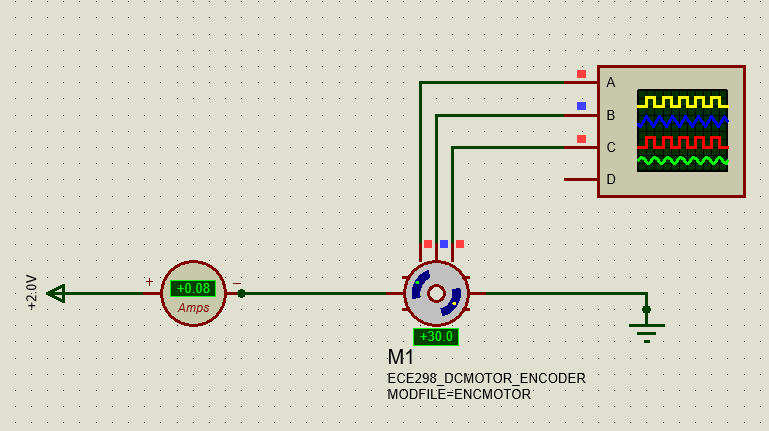 A
B
C
D
+2.0V
+
−
+0.08
Amps
+30.0
M1
ECE298_DCMOTOR_ENCODER
MODFILE=ENCMOTOR